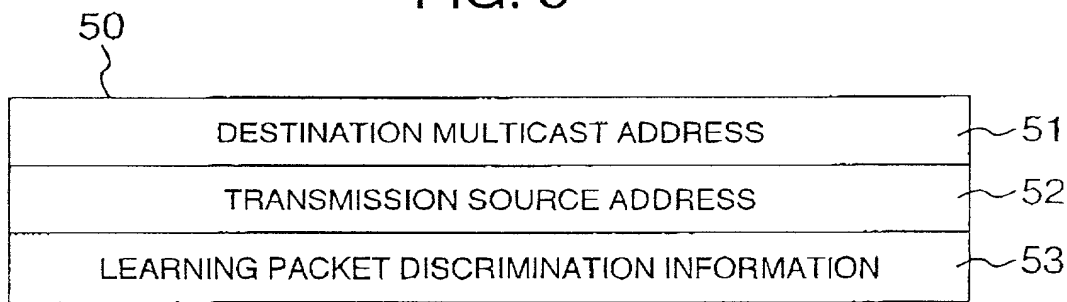 50
DESTINATION MULTICAST ADDRESS 51
TRANSMISSION SOURCE ADDRESS 52
LEARNING PACKET DISCRIMINATION INFORMATION 53